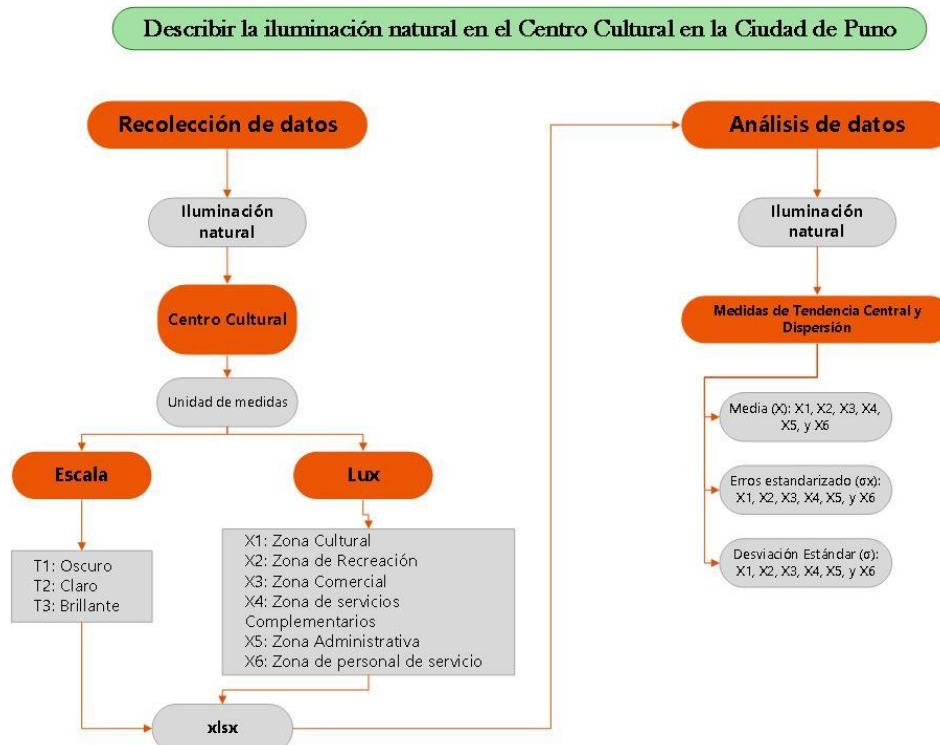 Describir la iluminación natural en el Centro Cultural en la Ciudad de Puno
Recolección de datos
Iluminación
natural
Centro Cultural
Unidad de medidas
Escala
Lux
T1: Oscuro
T2: Claro
T3: Brillante
X1: Zona Cultural
X2: Zona de Recreación
X3: Zona Comercial
X4: Zona de servicios
Complementarios
X5: Zona Administrativa
X6: Zona de personal de servicio
xlsx
Análisis de datos
Iluminación
natural
Medidas de Tendencia Central y
Dispersión
Media (X): X1, X2, X3, X4,
X5, y X6
Erros estandarizado (σx):
X1, X2, X3, X4, X5, y X6
Desviación Estándar (σ):
X1, X2, X3, X4, X5, y X6